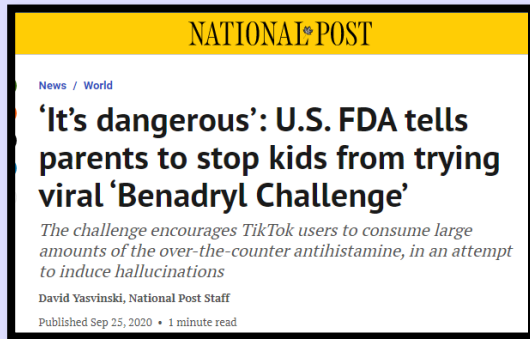 NATIONAL POST
News / World
‘It’s dangerous’: U.S. FDA tells
parents to stop kids from trying
viral ‘Benadryl Challenge’
The challenge encourages TikTok users to consume large
amounts of the over-the-counter antihistamine, in an attempt
to induce hallucinations
David Yasvinski, National Post Staff
Published Sep 25, 2020 • 1 minute read